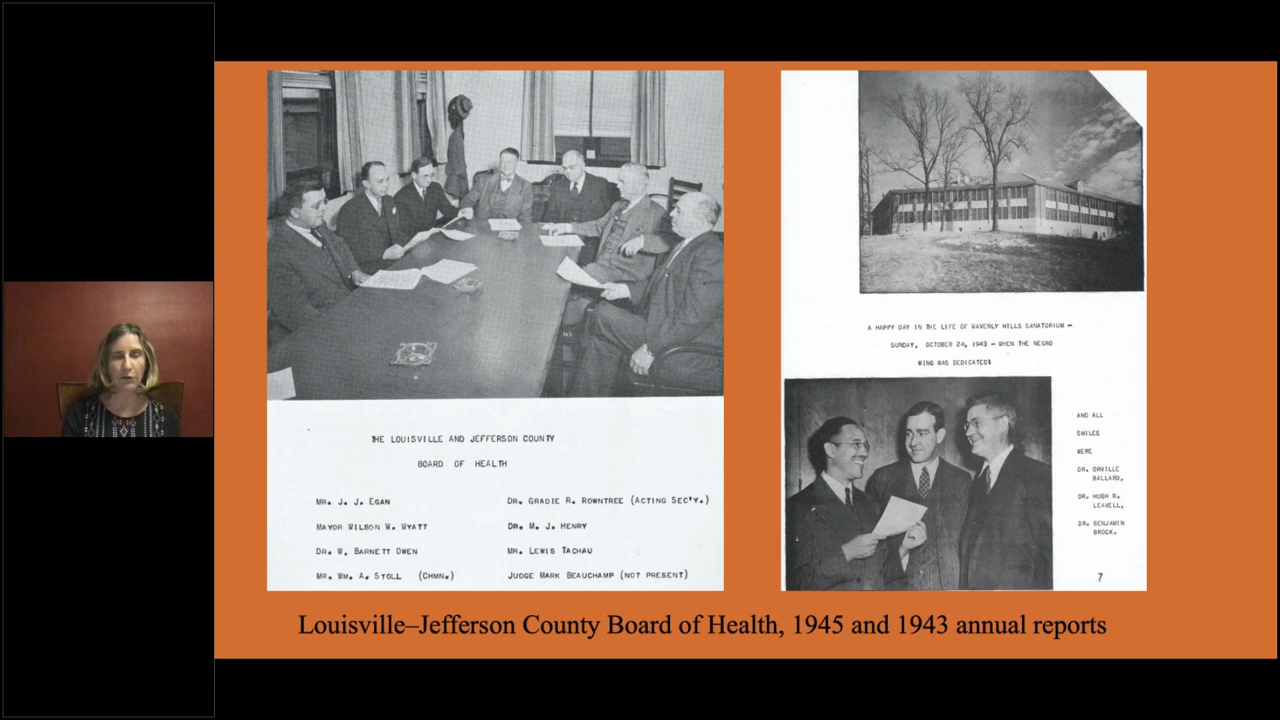 THE LOUISVILLE AND JEFFERSON COUNTY
BOARD OF HEALTH
MR. J. J. EGAN
MAYOR WILSON W. WYATT
DR. W. BARNETT OWEN
MR. WM. A. STOLL (CHMN.)
DR. GRADIE R. ROWNTREE (ACTING SEC'Y.)
DR. M. J. HENRY
MR. LEWIS TACHAU
JUDGE MARK BEAUCHAMP (NOT PRESENT)
A HAPPY DAY IN THE LIFE OF WAVERLY HILLS SANATORIUM –
SUNDAY, OCTOBER 24, 1943 – WHEN THE NEGRO
WING WAS DEDICATED!
AND ALL
SMILES
WERE
DR. ORVILLE
BALLARD,
DR. HUGH R.
LEAVELL,
DR. BENJAMIN
BROCK.
7
Louisville–Jefferson County Board of Health, 1945 and 1943 annual reports